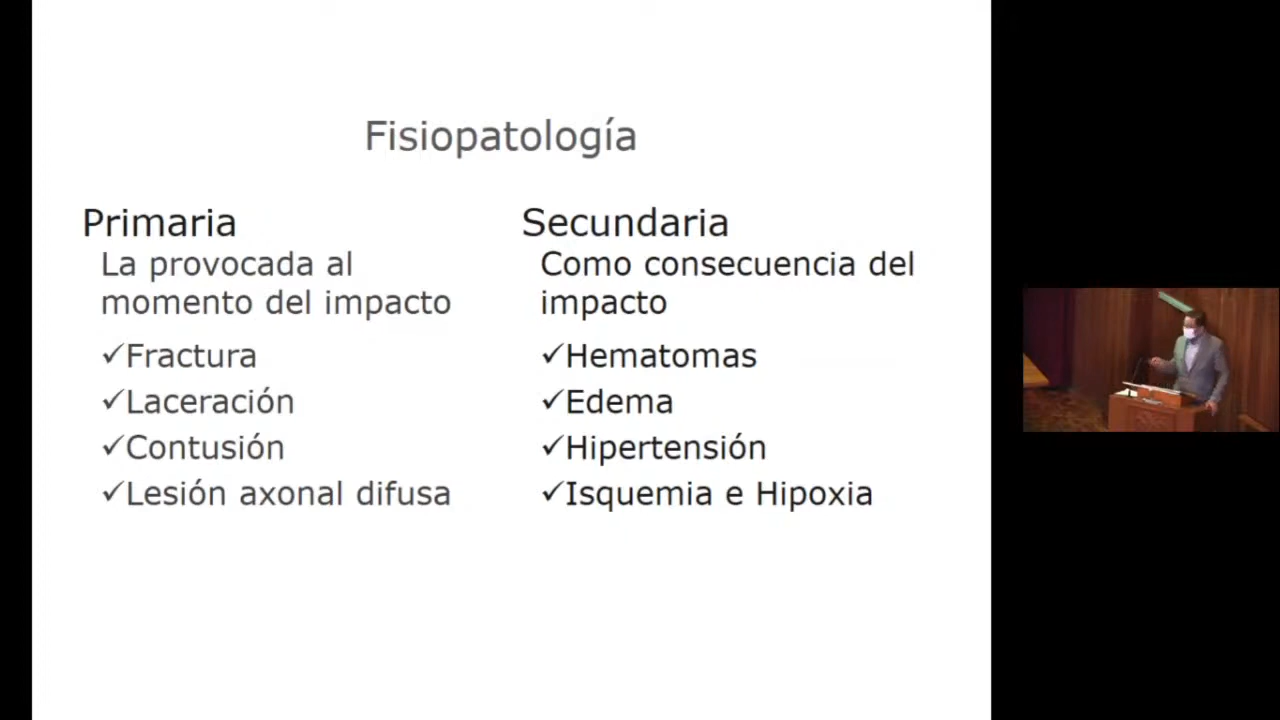 Fisiopatología
Primaria
La provocada al
momento del impacto
✓Fractura
✓Laceración
✓Contusión
✓Lesión axonal difusa
Secundaria
Como consecuencia del
impacto
✓Hematomas
✓Edema
✓Hipertensión
✓Isquemia e Hipoxia